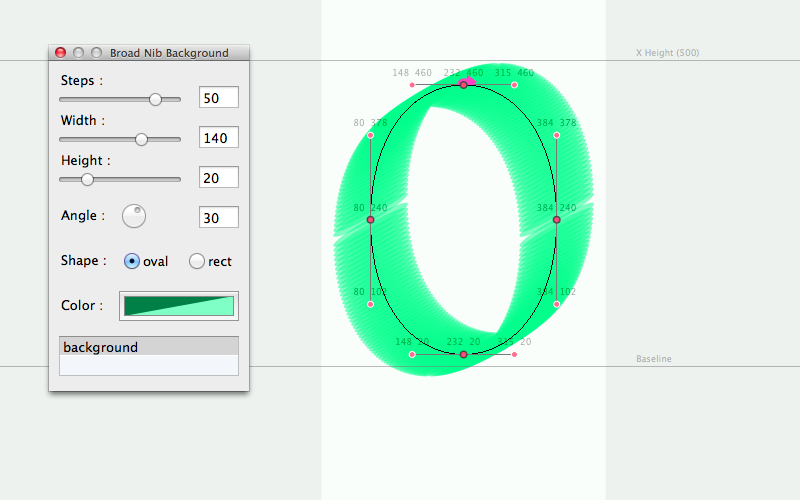 Broad Nib Background
Steps :
50
Width :
140
Height :
20
Angle :
30
Shape :
oval
rect
Color :
background
X Height (500)
148 460
232 460
315 460
80 378
384 378
80 240
384 240
80 102
384 102
148 20
232 20
315 20
Baseline